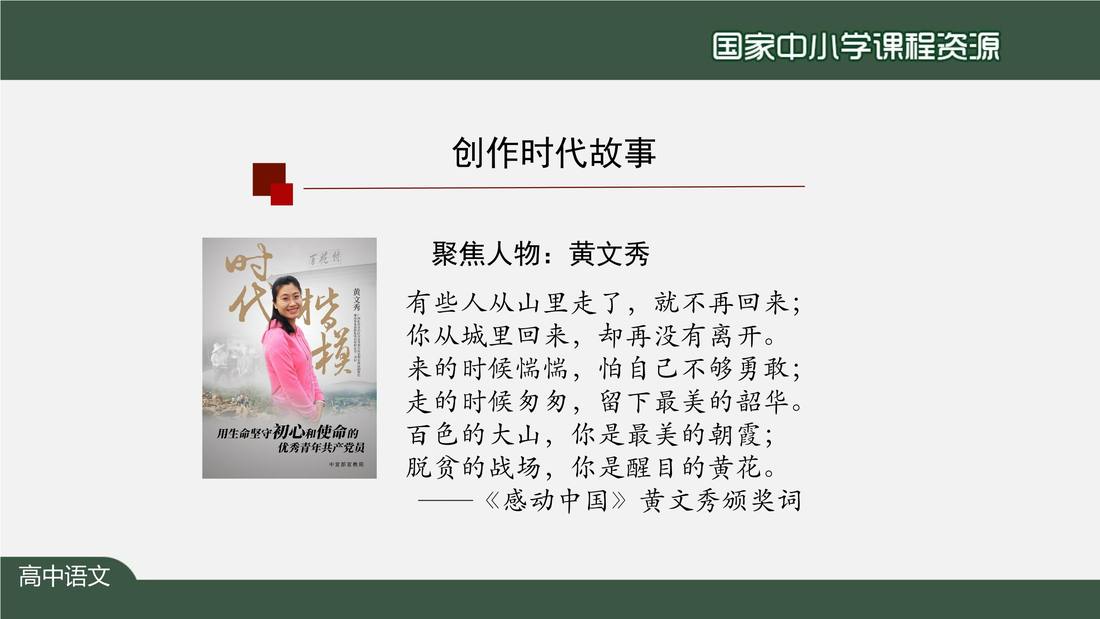 国家中小学课程资源
创作时代故事
聚焦人物：黄文秀
有些人从山里走了，就不再回来；
你从城里回来，却再没有离开。
来的时候惴惴，怕自己不够勇敢；
走的时候匆匆，留下最美的韶华。
百色的大山，你是最美的朝霞；
脱贫的战场，你是醒目的黄花。
——《感动中国》黄文秀颁奖词
时代
楷模
黄文秀
用生命坚守初心和使命的
优秀青年共产党员
中宣部宣教局
高中语文